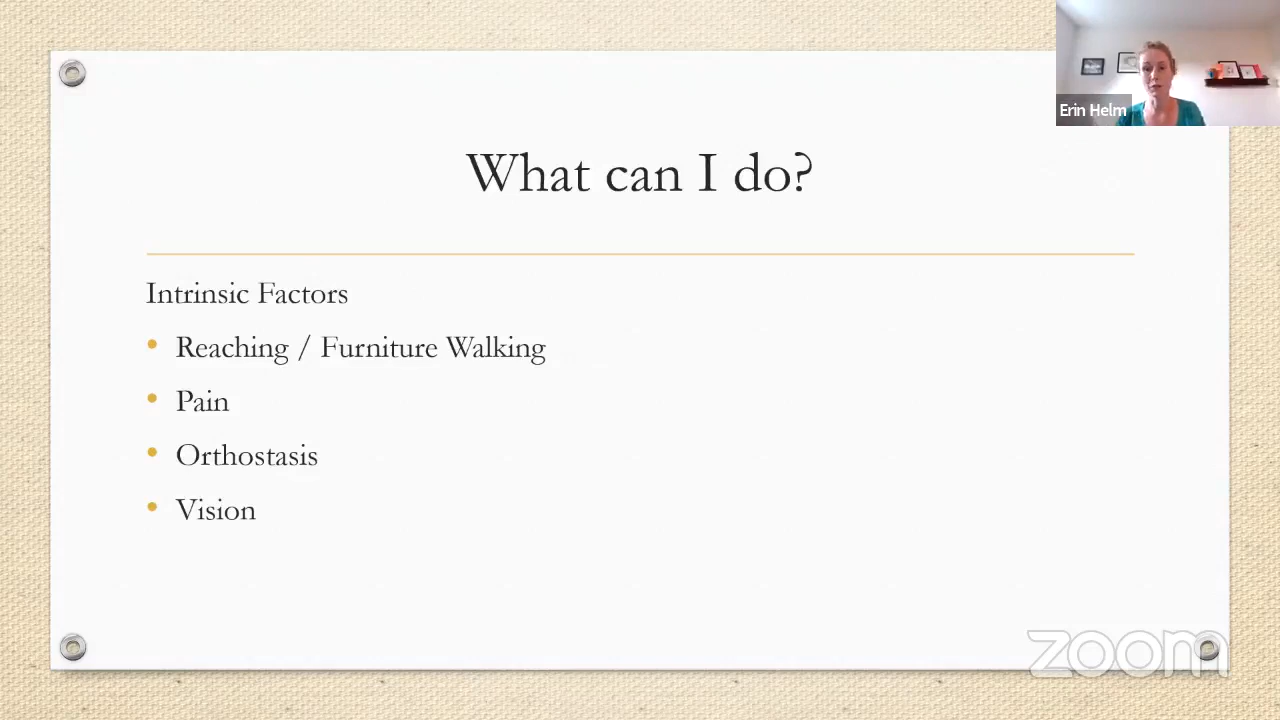 Erin Helm
What can I do?
Intrinsic Factors
• Reaching / Furniture Walking
• Pain
• Orthostasis
• Vision
zoom